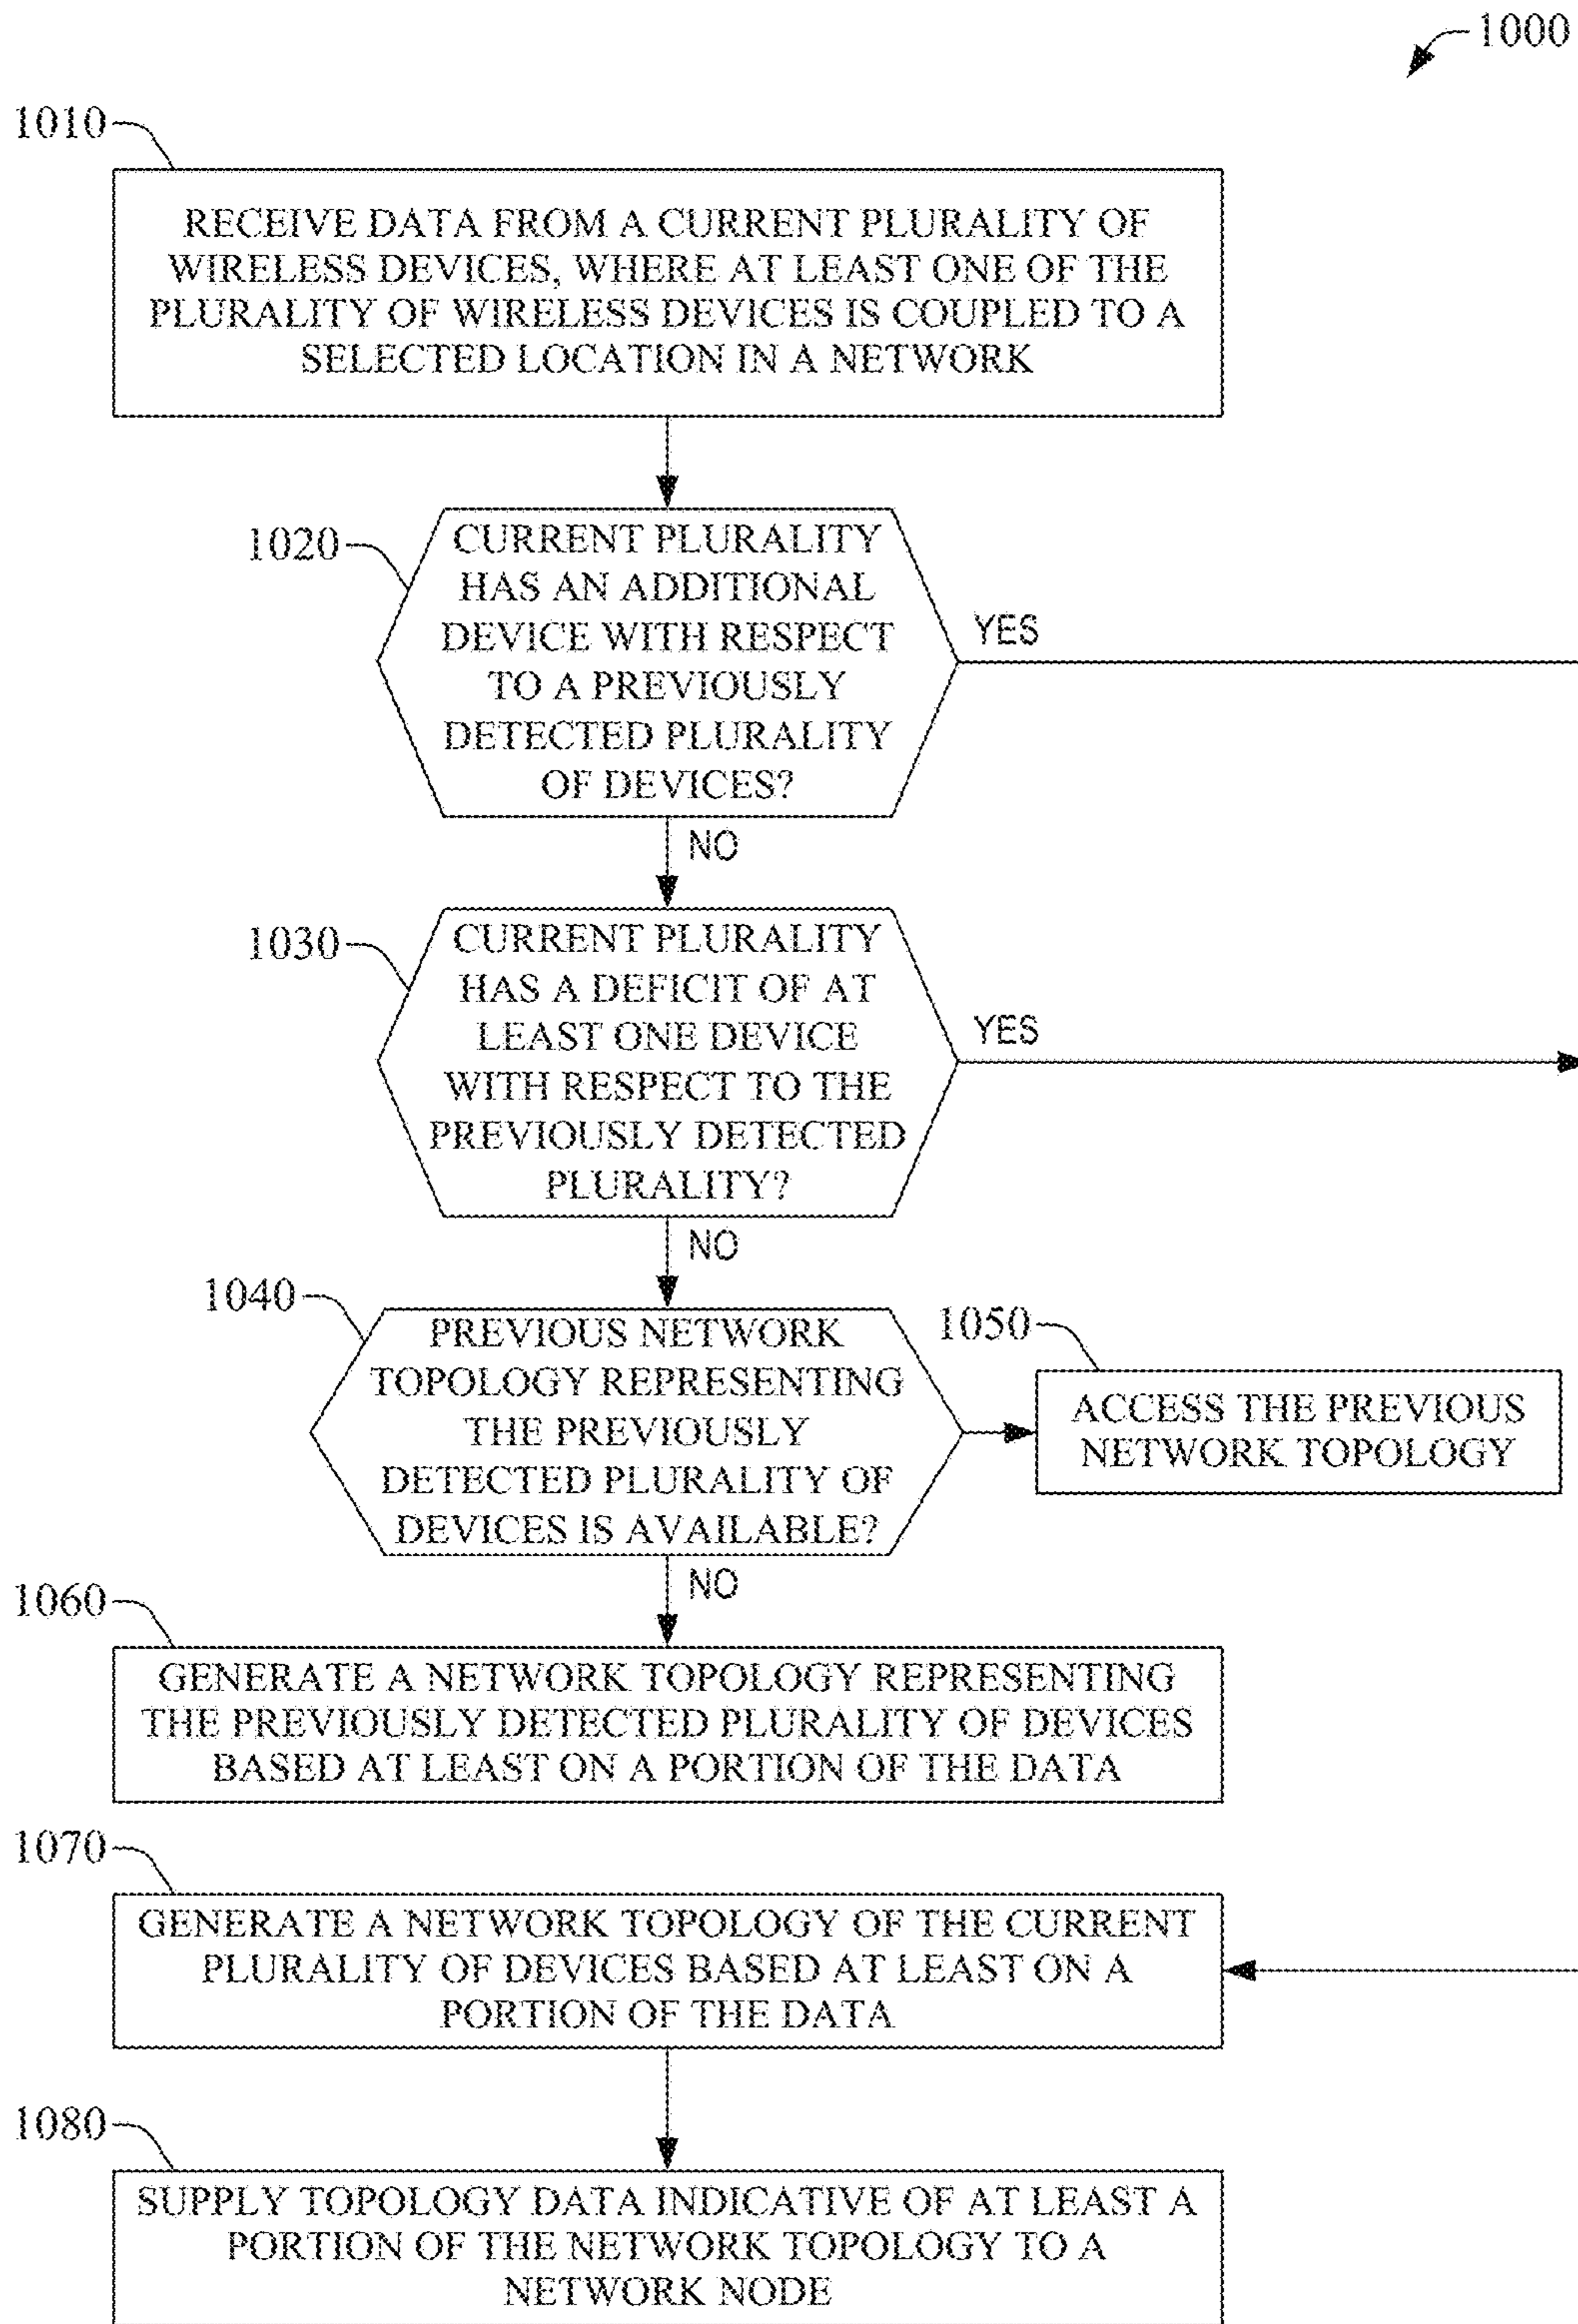 1000
1010
RECEIVE DATA FROM A CURRENT PLURALITY OF
WIRELESS DEVICES, WHERE AT LEAST ONE OF THE
PLURALITY OF WIRELESS DEVICES IS COUPLED TO A
SELECTED LOCATION IN A NETWORK
1020
CURRENT PLURALITY
HAS AN ADDITIONAL
DEVICE WITH RESPECT
TO A PREVIOUSLY
DETECTED PLURALITY
OF DEVICES?
YES
NO
1030
CURRENT PLURALITY
HAS A DEFICIT OF AT
LEAST ONE DEVICE
WITH RESPECT TO THE
PREVIOUSLY DETECTED
PLURALITY?
YES
NO
1040
PREVIOUS NETWORK
TOPOLOGY REPRESENTING
THE PREVIOUSLY
DETECTED PLURALITY OF
DEVICES IS AVAILABLE?
1050
ACCESS THE PREVIOUS
NETWORK TOPOLOGY
NO
1060
GENERATE A NETWORK TOPOLOGY REPRESENTING
THE PREVIOUSLY DETECTED PLURALITY OF DEVICES
BASED AT LEAST ON A PORTION OF THE DATA
1070
GENERATE A NETWORK TOPOLOGY OF THE CURRENT
PLURALITY OF DEVICES BASED AT LEAST ON A
PORTION OF THE DATA
1080
SUPPLY TOPOLOGY DATA INDICATIVE OF AT LEAST A
PORTION OF THE NETWORK TOPOLOGY TO A
NETWORK NODE